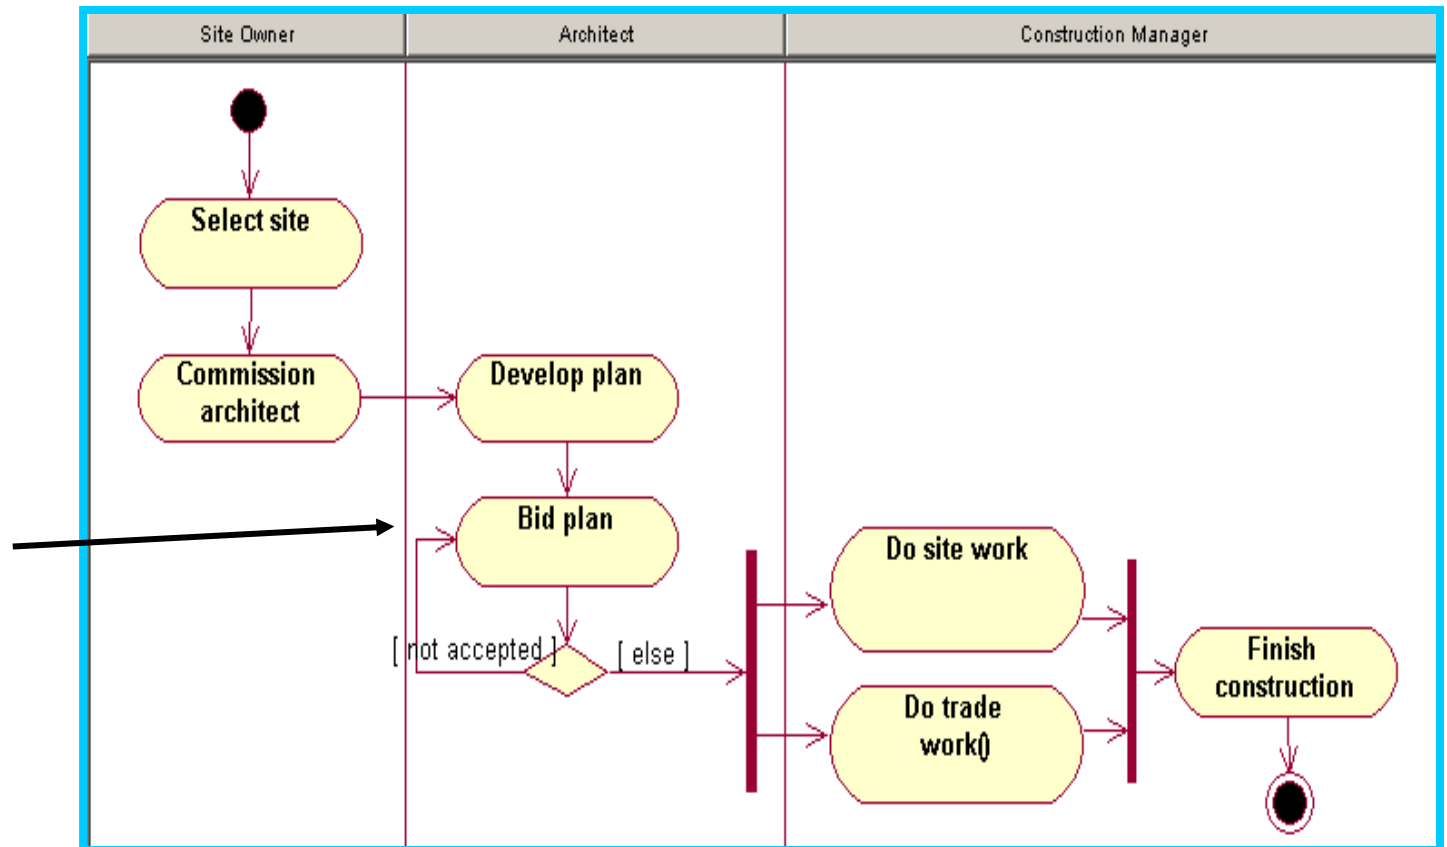 Site Owner
Architect
Construction Manager
Select site
Commission
architect
Develop plan
Bid plan
[ not accepted ]
[ else ]
Do site work
Do trade
work()
Finish
construction